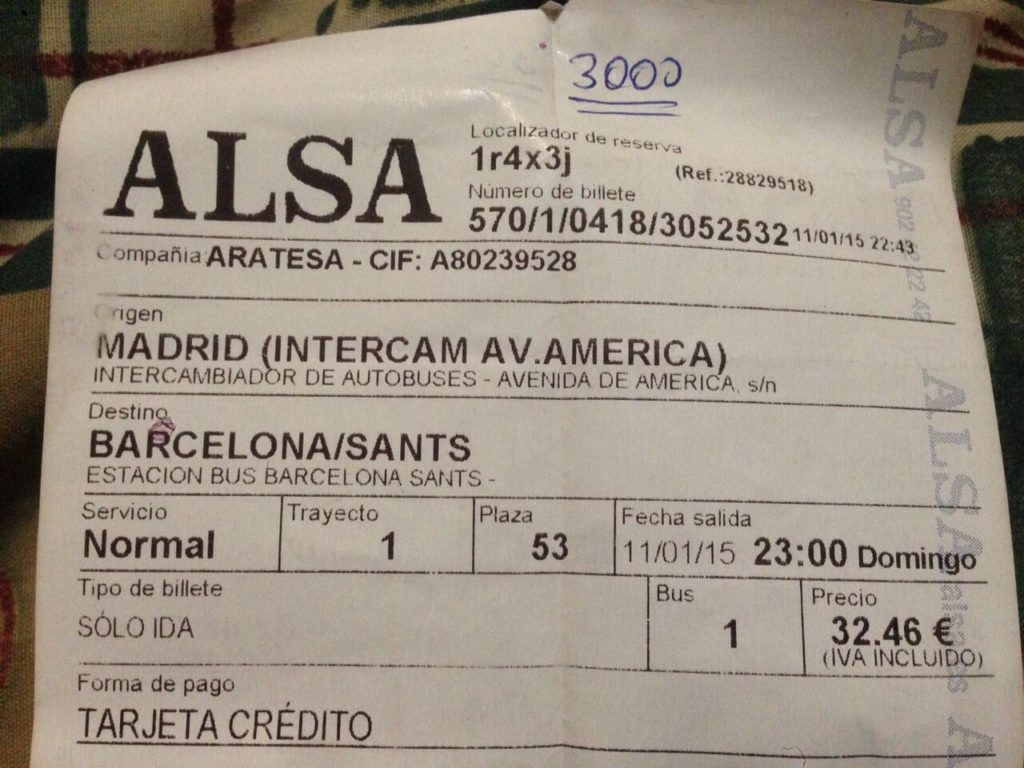 3000
ALSA
Localizador de reserva
1r4x3j (Ref.:28829518)
Número de billete
570/1/0418/3052532 11/01/15 22:43
Compañia ARATESA - CIF: A80239528
Origen
MADRID (INTERCAM AV.AMERICA)
INTERCAMBIADOR DE AUTOBUSES - AVENIDA DE AMERICA, s/n
Destino
BARCELONA/SANTS
ESTACION BUS BARCELONA SANTS -
Servicio Trayecto Plaza Fecha salida
Normal 1 53 11/01/15 23:00 Domingo
Tipo de billete Bus Precio
SÓLO IDA 1 32.46 €
(IVA INCLUIDO)
Forma de pago
TARJETA CRÉDITO
ALSA 902
ALSA